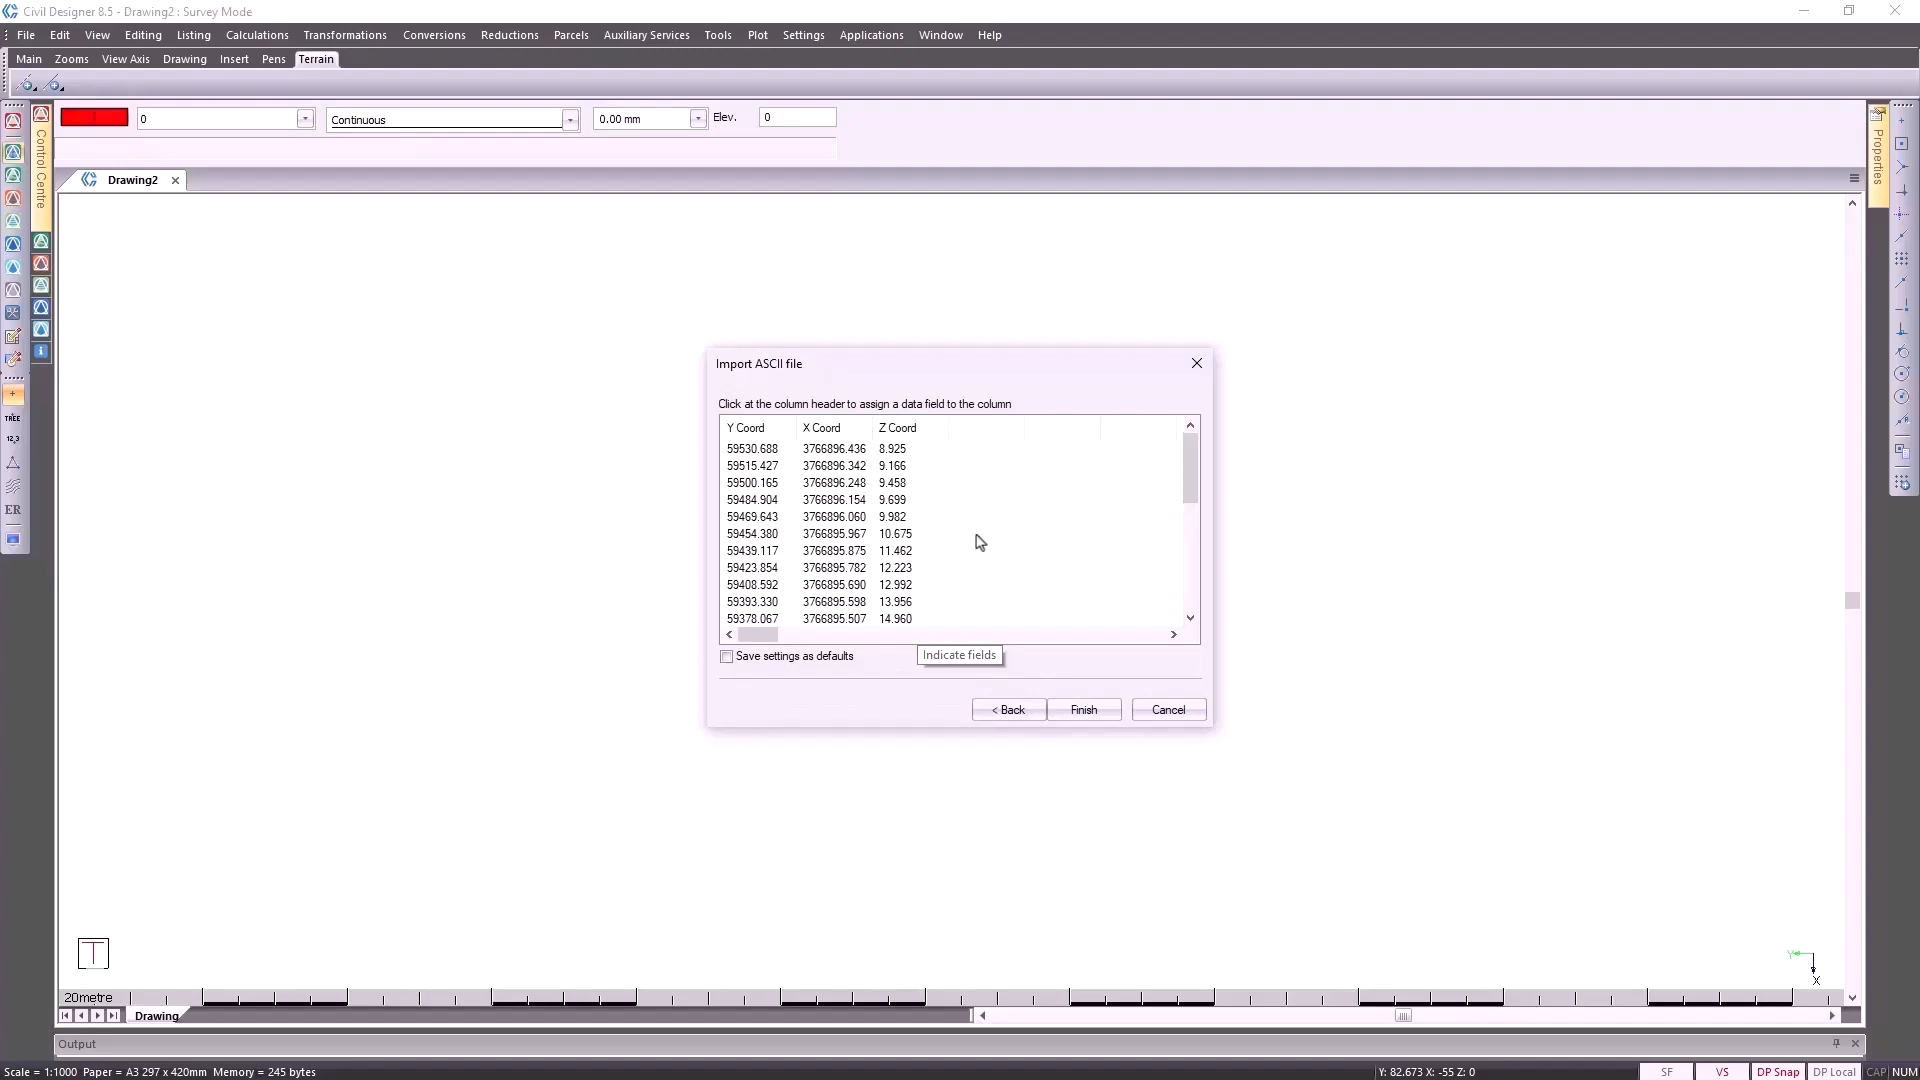 Civil Designer 8.5 - Drawing2 : Survey Mode
File Edit View Editing Listing Calculations Transformations Conversions Reductions Parcels Auxiliary Services Tools Plot Settings Applications Window Help
Main Zooms View Axis Drawing Insert Pens Terrain
0 Continuous 0.00 mm Elev. 0
Control Centre
Properties
Drawing2
TREE
12,3
ER
Import ASCII file
Click at the column header to assign a data field to the column
Y Coord X Coord Z Coord
59530.688 3766896.436 8.925
59515.427 3766896.342 9.166
59500.165 3766896.248 9.458
59484.904 3766896.154 9.699
59469.643 3766896.060 9.982
59454.380 3766895.967 10.675
59439.117 3766895.875 11.462
59423.854 3766895.782 12.223
59408.592 3766895.690 12.992
59393.330 3766895.598 13.956
59378.067 3766895.507 14.960
Save settings as defaults
Indicate fields
< Back Finish Cancel
T
Y
X
20metre
Drawing
Output
Scale = 1:1000 Paper = A3 297 x 420mm Memory = 245 bytes Y: 82.673 X: -55 Z: 0 SF VS DP Snap DP Local CAP NUM